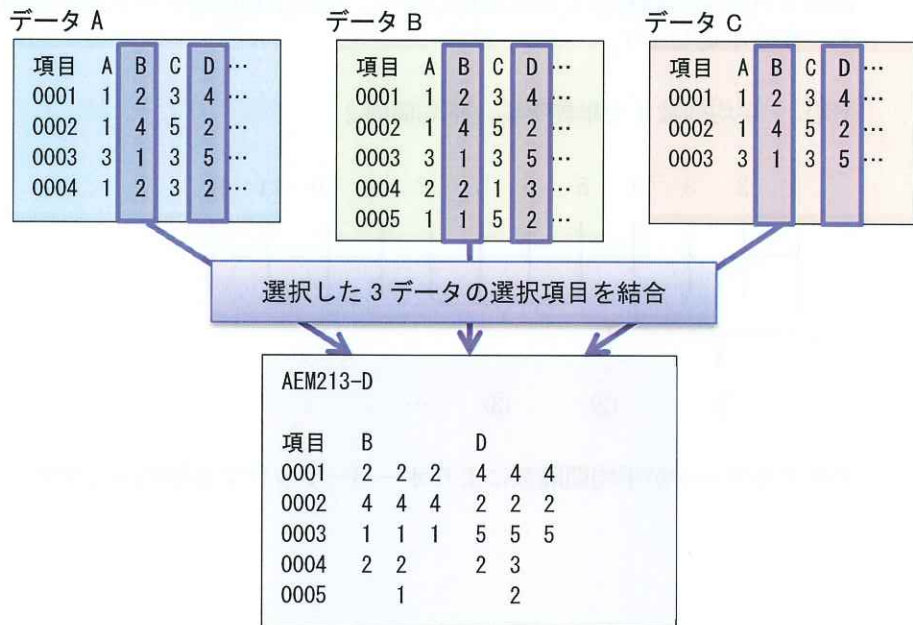 データ A
項目 A B C D …
0001 1 2 3 4 …
0002 1 4 5 2 …
0003 3 1 3 5 …
0004 1 2 3 2 …
データ B
項目 A B C D …
0001 1 2 3 4 …
0002 1 4 5 2 …
0003 3 1 3 5 …
0004 2 2 1 3 …
0005 1 1 5 2 …
データ C
項目 A B C D …
0001 1 2 3 4 …
0002 1 4 5 2 …
0003 3 1 3 5 …
選択した 3 データの選択項目を結合
AEM213-D
項目 B D
0001 2 2 2 4 4 4
0002 4 4 4 2 2 2
0003 1 1 1 5 5 5
0004 2 2 2 3
0005 1 2